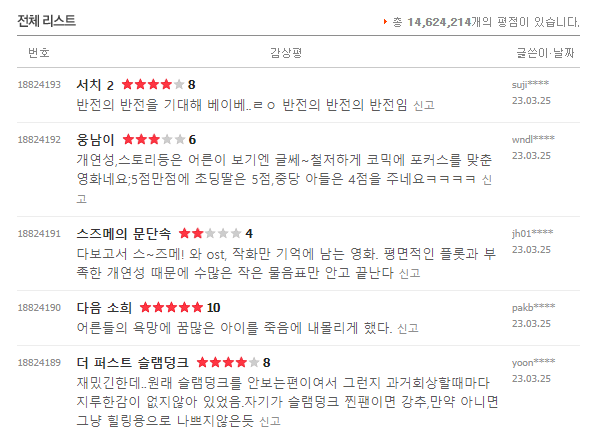 전체 리스트
총 14,624,214개의 평점이 있습니다.
번호 감상평 글쓴이·날짜
18824193 서치 2 8 suji****
반전의 반전을 기대해 베이베..ㄹㅇ 반전의 반전의 반전임 신고 23.03.25
18824192 웅남이 6 wndl****
개연성,스토리등은 어른이 보기엔 글쎄~철저하게 코믹에 포커스를 맞춘 23.03.25
영화네요;5점만점에 초딩딸은 5점,중당 아들은 4점을 주네요ㅋㅋㅋㅋ 신
고
18824191 스즈메의 문단속 4 jh01****
다보고서 스~즈메! 와 ost, 작화만 기억에 남는 영화. 평면적인 플롯과 부 23.03.25
족한 개연성 때문에 수많은 작은 물음표만 안고 끝난다 신고
18824190 다음 소희 10 pakb****
어른들의 욕망에 꿈많은 아이를 죽음에 내몰리게 했다. 신고 23.03.25
18824189 더 퍼스트 슬램덩크 8 yoon****
재밌긴한데..원래 슬램덩크를 안보는편이여서 그런지 과거회상할때마다 23.03.25
지루한감이 없지않아 있었음.자기가 슬램덩크 찐팬이면 강추,만약 아니면
그냥 힐링용으로 나쁘지않은듯 신고